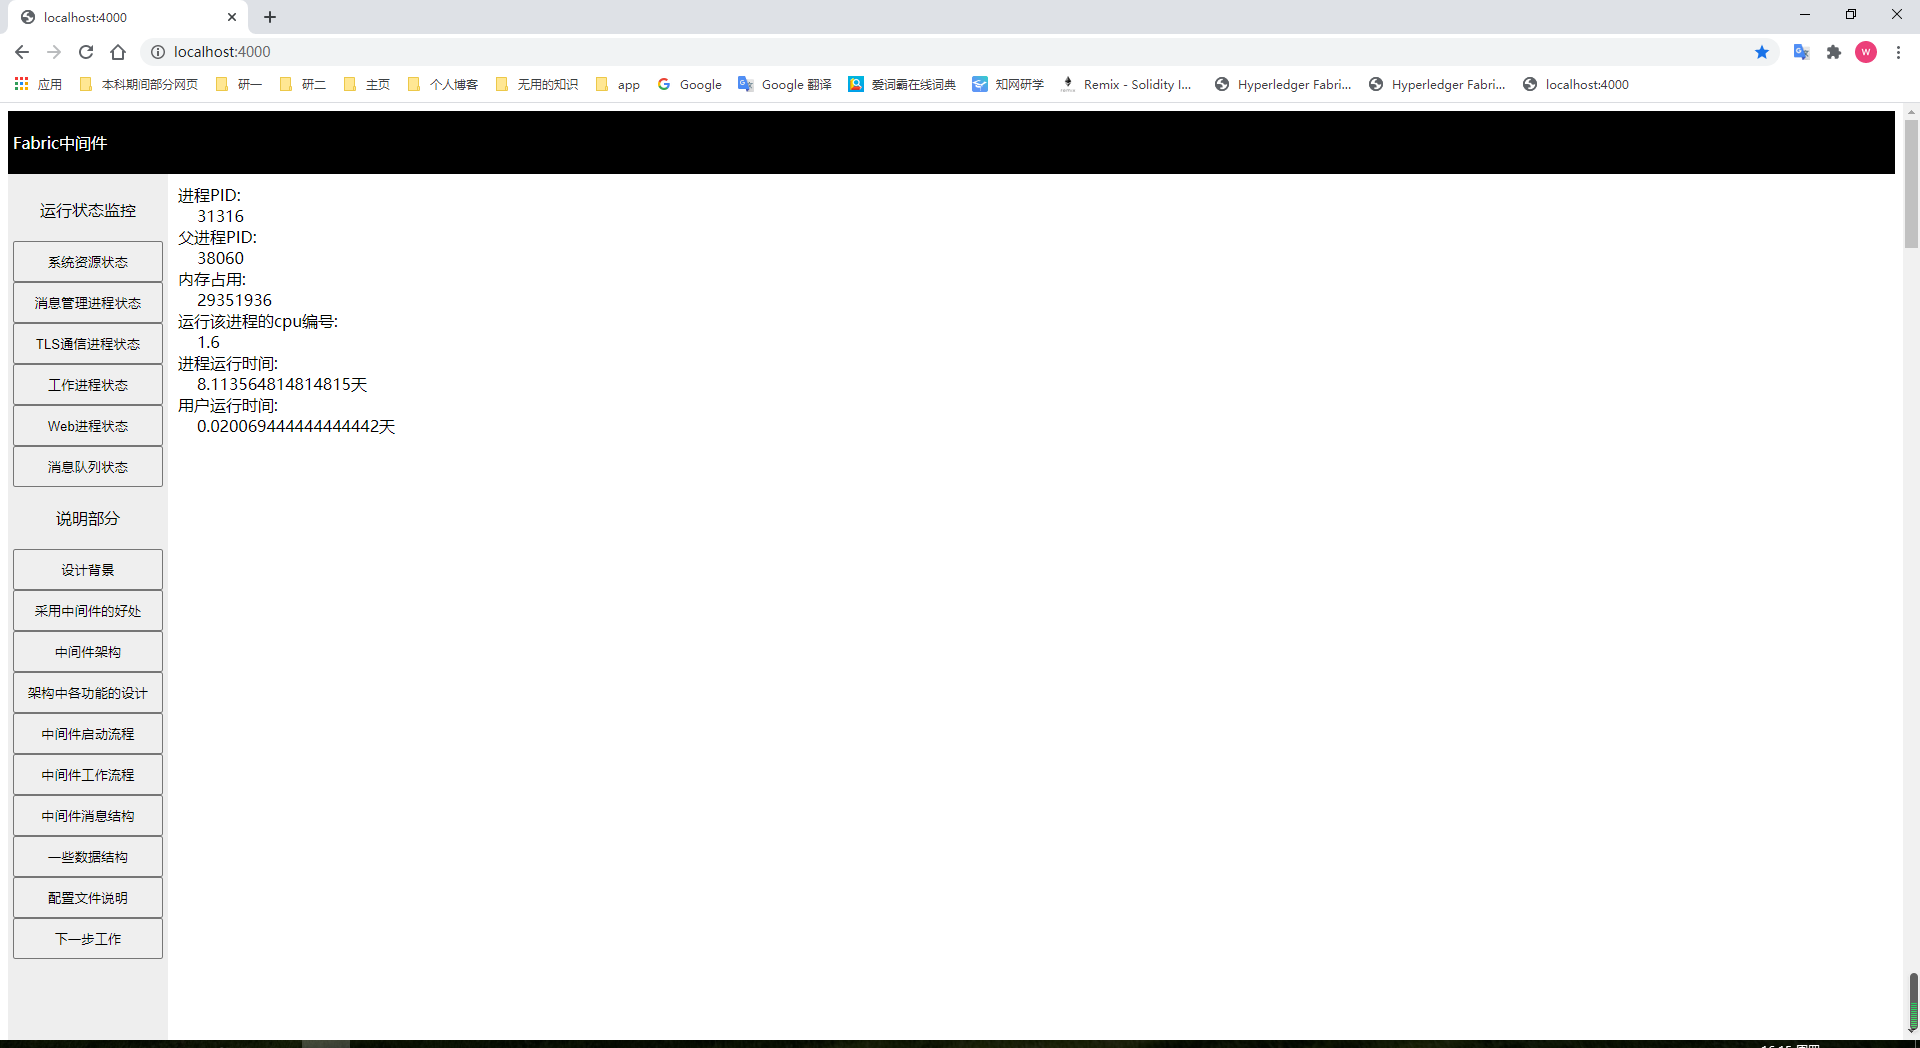 localhost:4000
localhost:4000
W
应用 本科期间部分网页 研一 研二 主页 个人博客 无用的知识 app Google Google 翻译 爱词霸在线词典 知网研学 Remix - Solidity I... Hyperledger Fabri... Hyperledger Fabri... localhost:4000
Fabric中间件
运行状态监控
系统资源状态
消息管理进程状态
TLS通信进程状态
工作进程状态
Web进程状态
消息队列状态
说明部分
设计背景
采用中间件的好处
中间件架构
架构中各功能的设计
中间件启动流程
中间件工作流程
中间件消息结构
一些数据结构
配置文件说明
下一步工作
进程PID:
31316
父进程PID:
38060
内存占用:
29351936
运行该进程的cpu编号:
1.6
进程运行时间:
8.113564814814815天
用户运行时间:
0.020069444444444442天